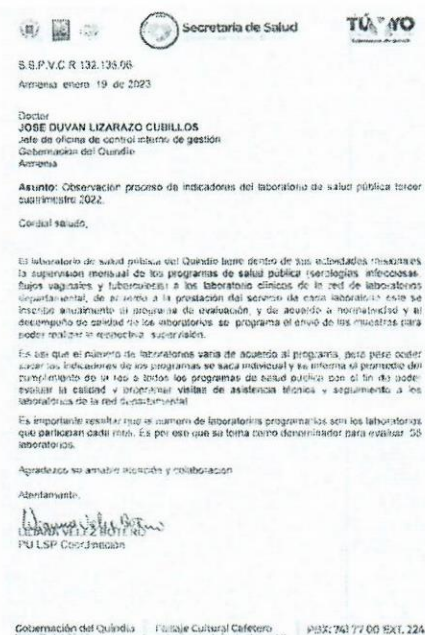 Secretaría de Salud
TÚ Y YO
S.S.P.V.C.R 132.136.06
Armenia enero 19 de 2023
Doctor
JOSE DUVAN LIZARAZO CUBILLOS
Jefe de oficina de control interno de gestión
Gobernación del Quindío
Armenia
Asunto: Observación proceso de indicadores del laboratorio de salud pública tercer
cuatrimestre 2022.
Cordial saludo,
El laboratorio de salud pública del Quindío tiene dentro de sus actividades misionales
la supervisión mensual de los programas de salud pública (serologías infecciosas,
flujos vaginales y tuberculosis) a los laboratorio clínicos de la red de laboratorios
departamental, de acuerdo a la prestación del servicio de cada laboratorio este se
inscribe anualmente al programa de evaluación, y de acuerdo a normatividad y al
desempeño de calidad de los laboratorios se programa el envío de las muestras para
poder realizar la respectiva supervisión.
Es así que el número de laboratorios varía de acuerdo al programa, pero para poder
sacar los indicadores de los programas se saca individual y se informa el promedio del
cumplimiento de la red a todos los programas de salud pública con el fin de poder
evaluar la calidad y programar visitas de asistencia técnica y seguimiento a los
laboratorios de la red departamental
Es importante resaltar que el número de laboratorios programados son los laboratorios
que participan cada mes. Es por eso que se toma como denominador para evaluar
laboratorios.
Agradezco su amable atención y colaboración
Atentamente,
LILIANA VELEZ BOTERO
PU LSP Coordinación
Gobernación del Quindío
Paisaje Cultural Cafetero
PBX: 741 77 00 EXT. 224